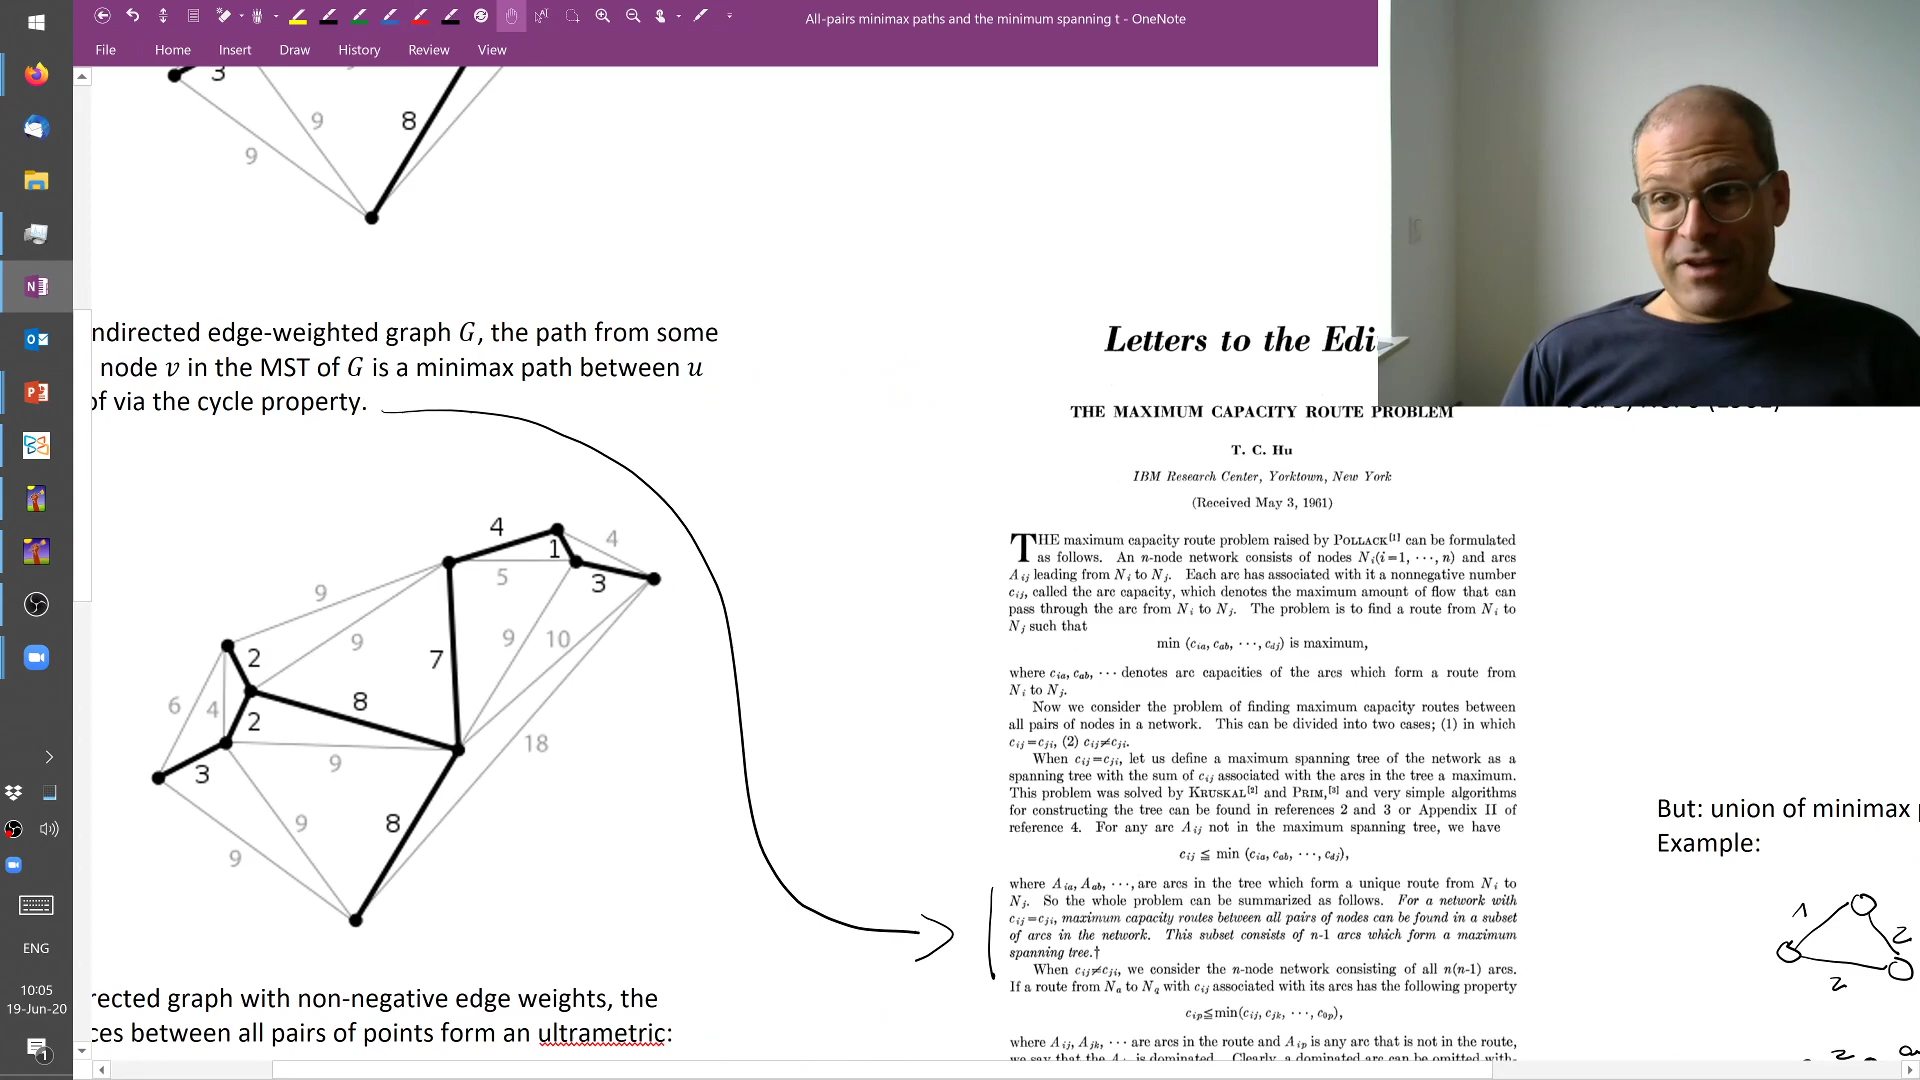 All-pairs minimax paths and the minimum spanning t - OneNote
File Home Insert Draw History Review View
3
9
8
9
ndirected edge-weighted graph G, the path from some
node v in the MST of G is a minimax path between u
of via the cycle property.
4
1
4
5
3
9
9
9
10
7
2
8
6
4
2
9
18
3
9
8
9
rected graph with non-negative edge weights, the
ces between all pairs of points form an ultrametric:
Letters to the Edi
THE MAXIMUM CAPACITY ROUTE PROBLEM
T. C. Hu
IBM Research Center, Yorktown, New York
(Received May 3, 1961)
THE maximum capacity route problem raised by POLLACK[1] can be formulated
as follows. An n-node network consists of nodes Ni(i=1, ···, n) and arcs
Aij leading from Ni to Nj. Each arc has associated with it a nonnegative number
cij, called the arc capacity, which denotes the maximum amount of flow that can
pass through the arc from Ni to Nj. The problem is to find a route from Ni to
Nj such that
min (cia, cab, ···, cdj) is maximum,
where cia, cab, ··· denotes arc capacities of the arcs which form a route from
Ni to Nj.
Now we consider the problem of finding maximum capacity routes between
all pairs of nodes in a network. This can be divided into two cases; (1) in which
cij=cji, (2) cij≠cji.
When cij=cji, let us define a maximum spanning tree of the network as a
spanning tree with the sum of cij associated with the arcs in the tree a maximum.
This problem was solved by KRUSKAL[2] and PRIM,[3] and very simple algorithms
for constructing the tree can be found in references 2 and 3 or Appendix II of
reference 4. For any arc Aij not in the maximum spanning tree, we have
cij ≦ min (cia, cab, ···, cdj),
where Aia, Aab, ···, are arcs in the tree which form a unique route from Ni to
Nj. So the whole problem can be summarized as follows. For a network with
cij=cji, maximum capacity routes between all pairs of nodes can be found in a subset
of arcs in the network. This subset consists of n-1 arcs which form a maximum
spanning tree.†
When cij≠cji, we consider the n-node network consisting of all n(n-1) arcs.
If a route from Na to Nq with cij associated with its arcs has the following property
cip≦min(cij, cjk, ···, c0p),
where Aij, Ajk, ··· are arcs in the route and Aip is any arc that is not in the route,
But: union of minimax p
Example:
1
2
2
2
ENG
10:05
19-Jun-20
1